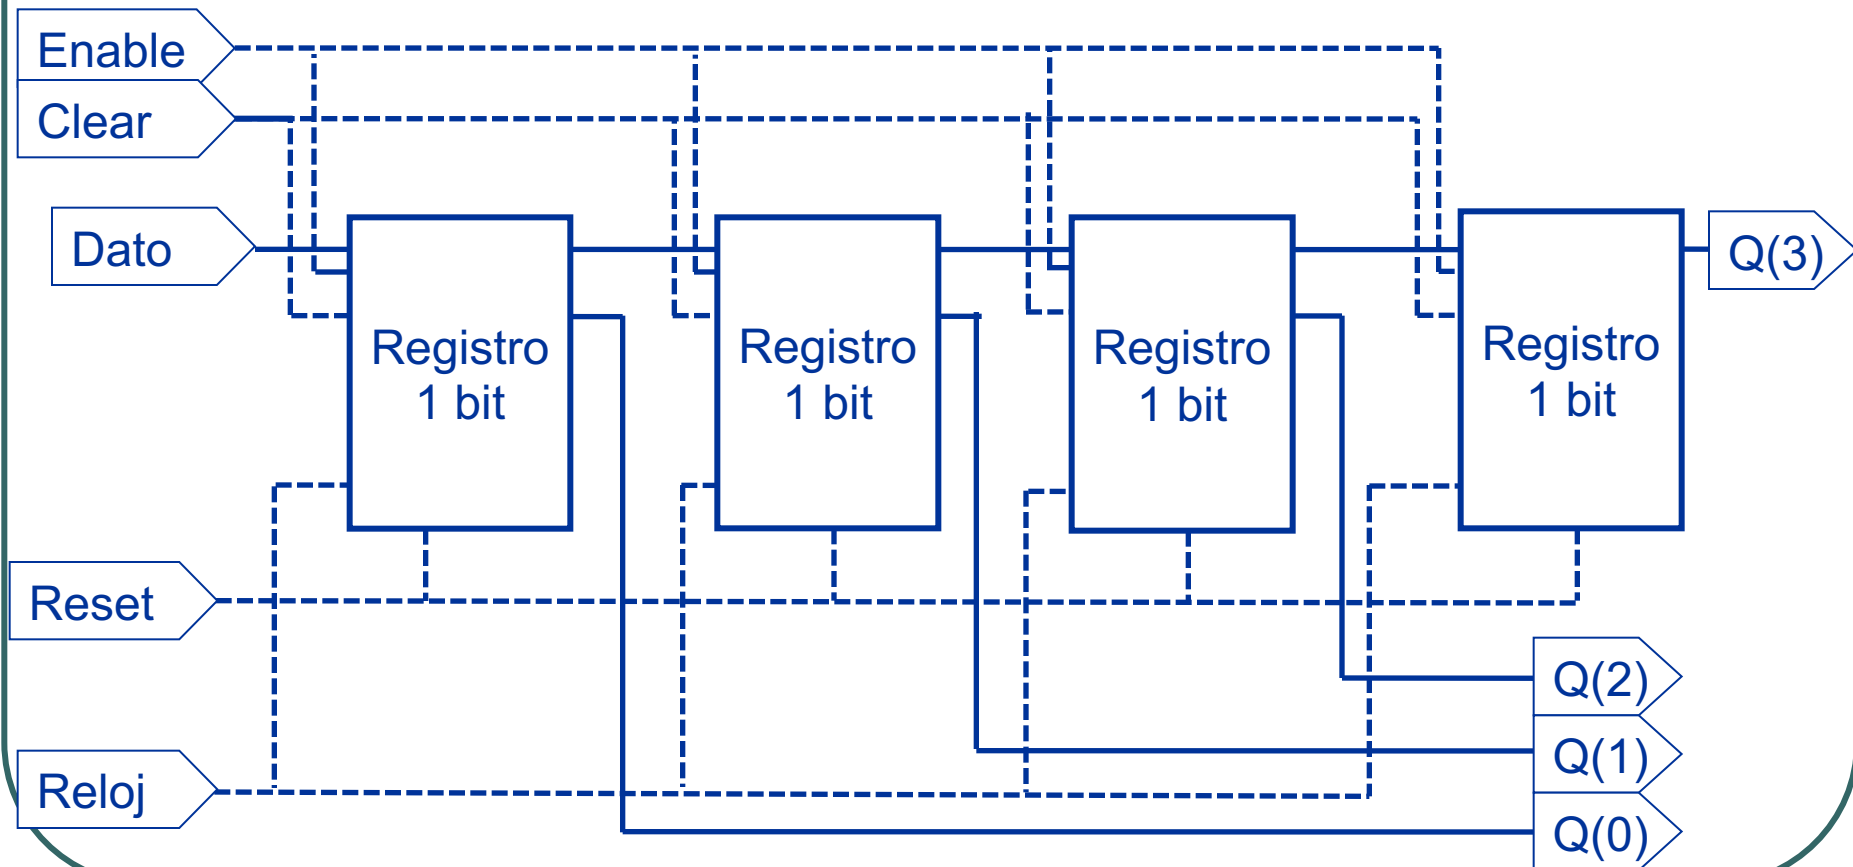 Enable
Clear
Dato
Registro
1 bit
Registro
1 bit
Registro
1 bit
Registro
1 bit
Q(3)
Reset
Reloj
Q(2)
Q(1)
Q(0)